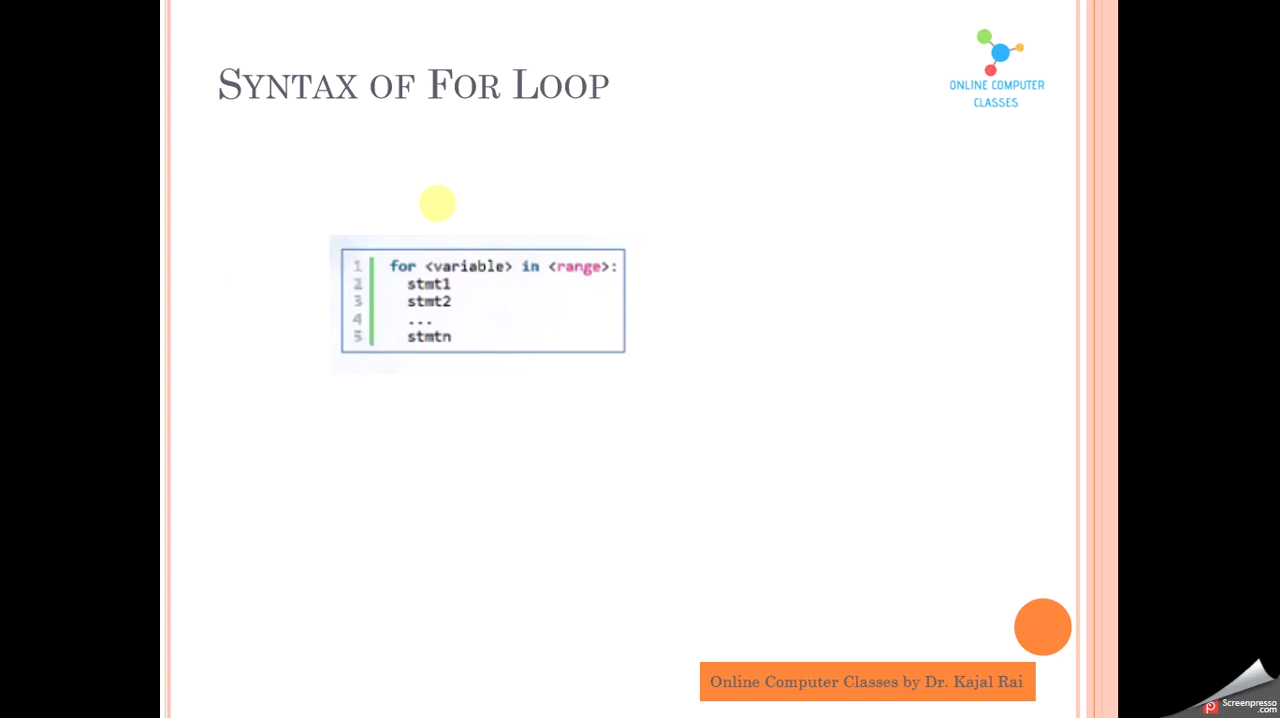 SYNTAX OF FOR LOOP
ONLINE COMPUTER
CLASSES
1 for <variable> in <range>:
2 stmt1
3 stmt2
4 ...
5 stmtn
Online Computer Classes by Dr. Kajal Rai
Screenpresso
.com